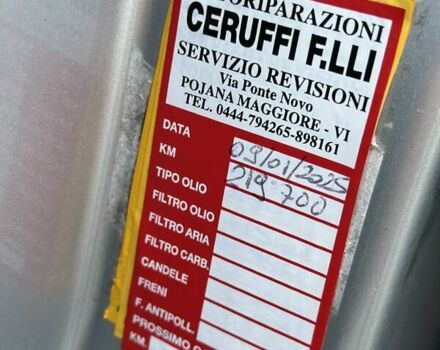 CERUFFI F.LLI
SERVIZIO REVISIONI
Via Ponte Novo
POJANA MAGGIORE - VI
TEL. 0444-794265-898161
DATA 09/01/2025
KM 219.700
TIPO OLIO
FILTRO OLIO
FILTRO ARIA
FILTRO CARB.
CANDELE
FRENI
F. ANTIPOLL.
PROSSIMO
KM.